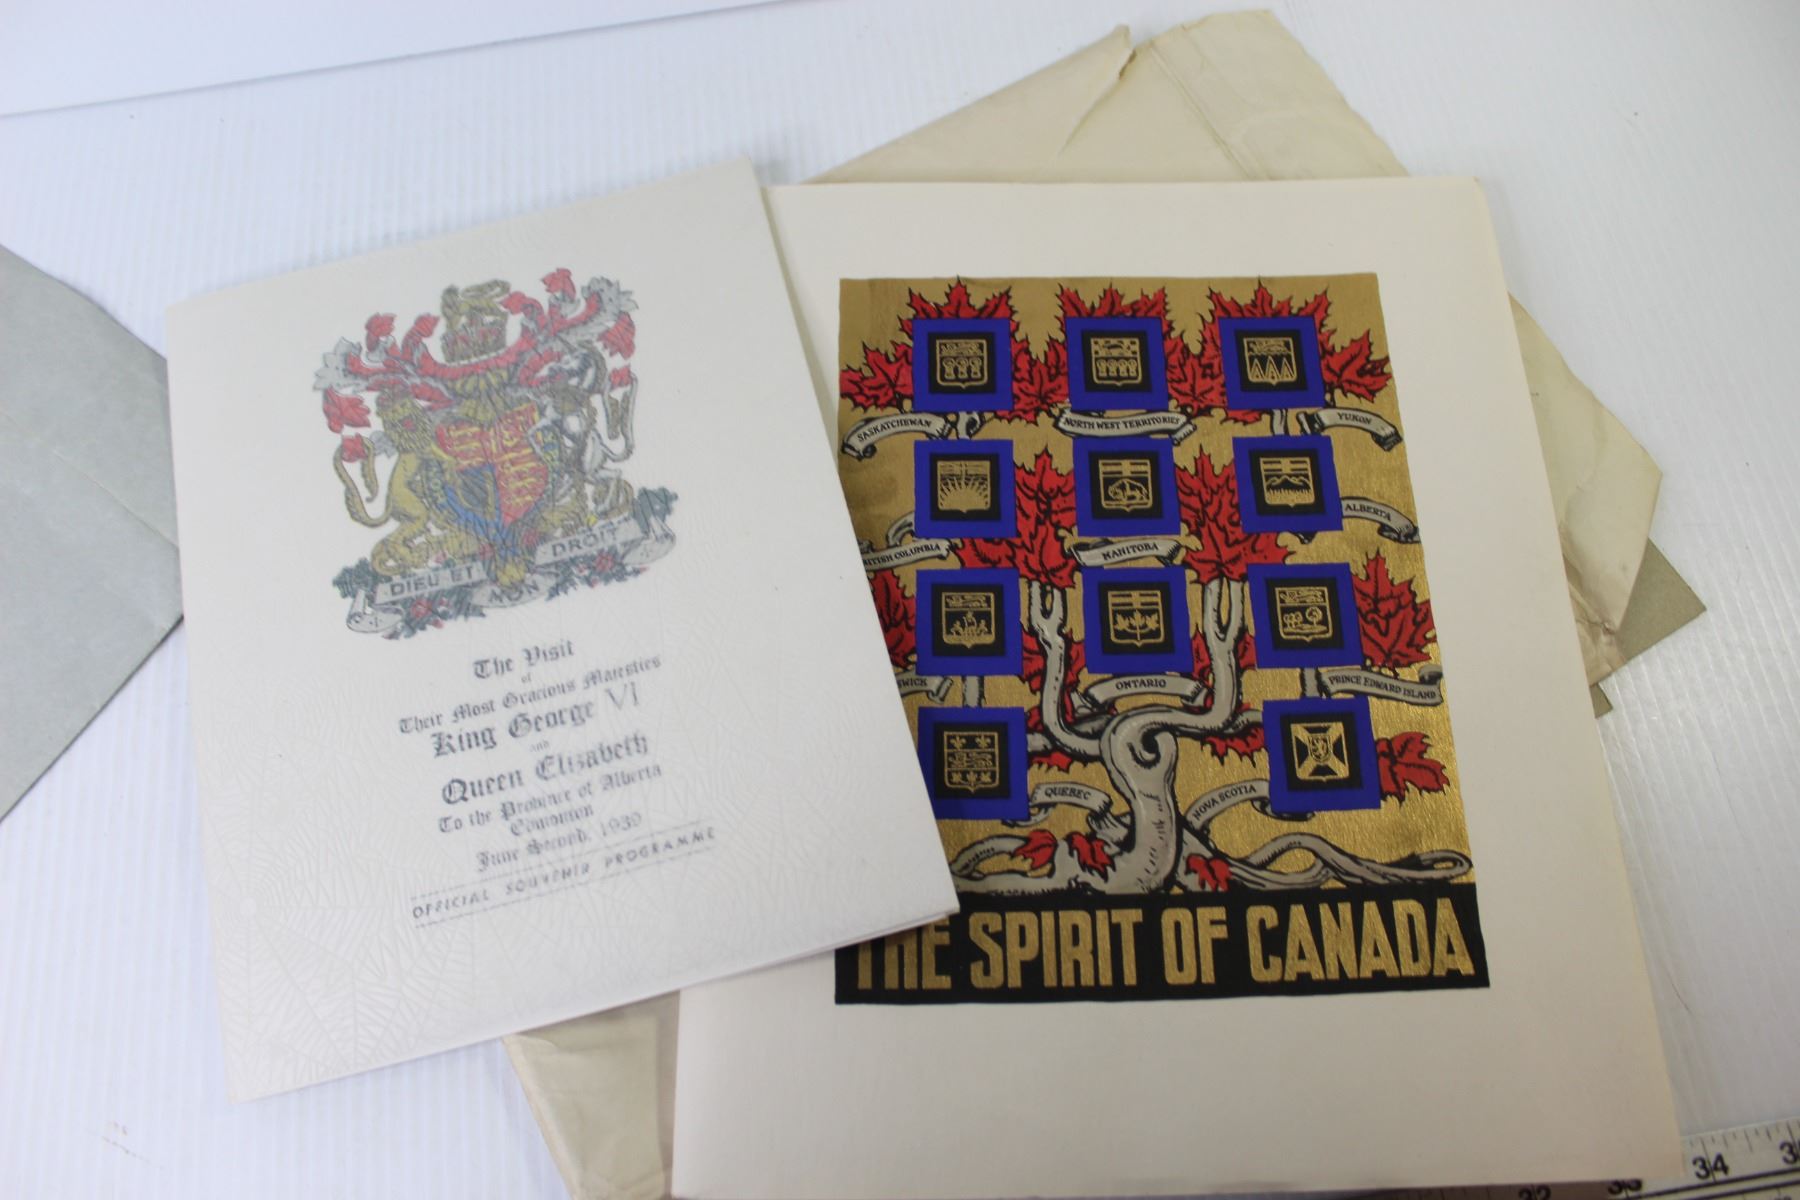 DIEU ET MON DROIT
The Visit
of
Their Most Gracious Majesties
King George VI
and
Queen Elizabeth
To the Province of Alberta
Edmonton
June Second, 1939
OFFICIAL SOUVENIR PROGRAMME
SASKATCHEWAN
NORTH WEST TERRITORIES
YUKON
ITISH COLUMBIA
MANITOBA
ALBERTA
SWICK
ONTARIO
PRINCE EDWARD ISLAND
QUEBEC
NOVA SCOTIA
THE SPIRIT OF CANADA
34